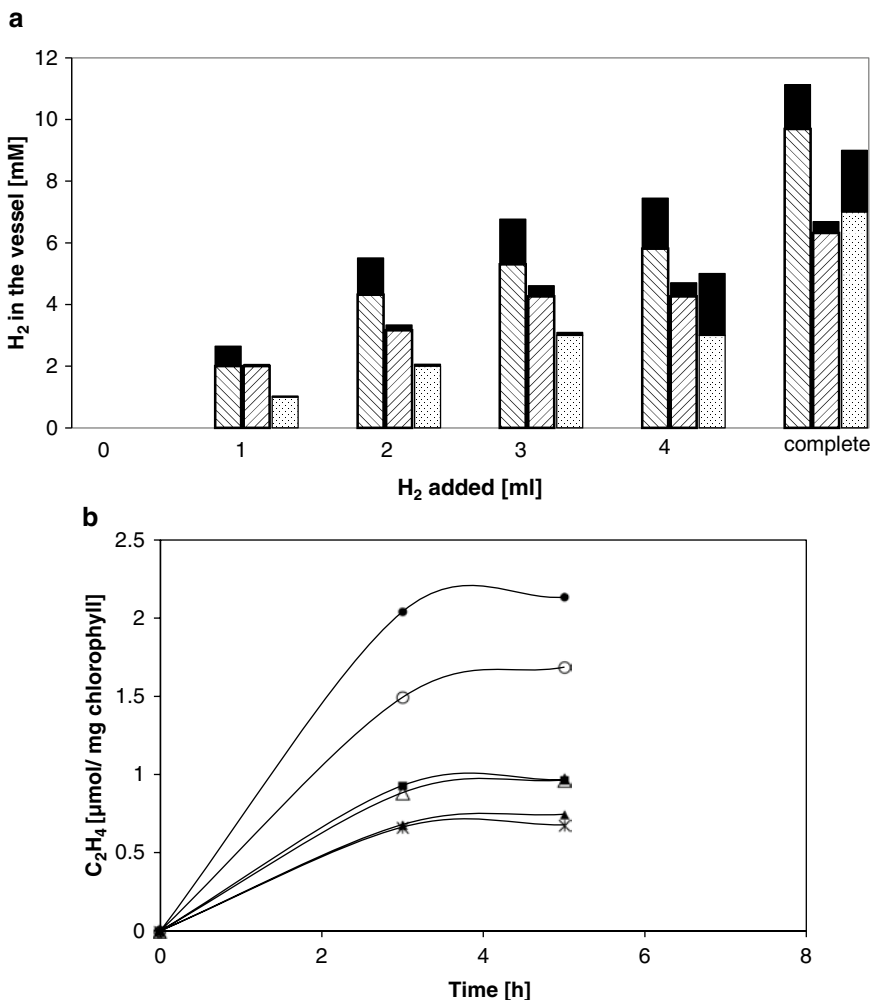 a
12
10
8
6
4
2
0
H₂ in the vessel [mM]
0 1 2 3 4 complete
H₂ added [ml]
b
2.5
2
1.5
1
0.5
0
C₂H₄ [µmol/ mg chlorophyll]
0 2 4 6 8
Time [h]